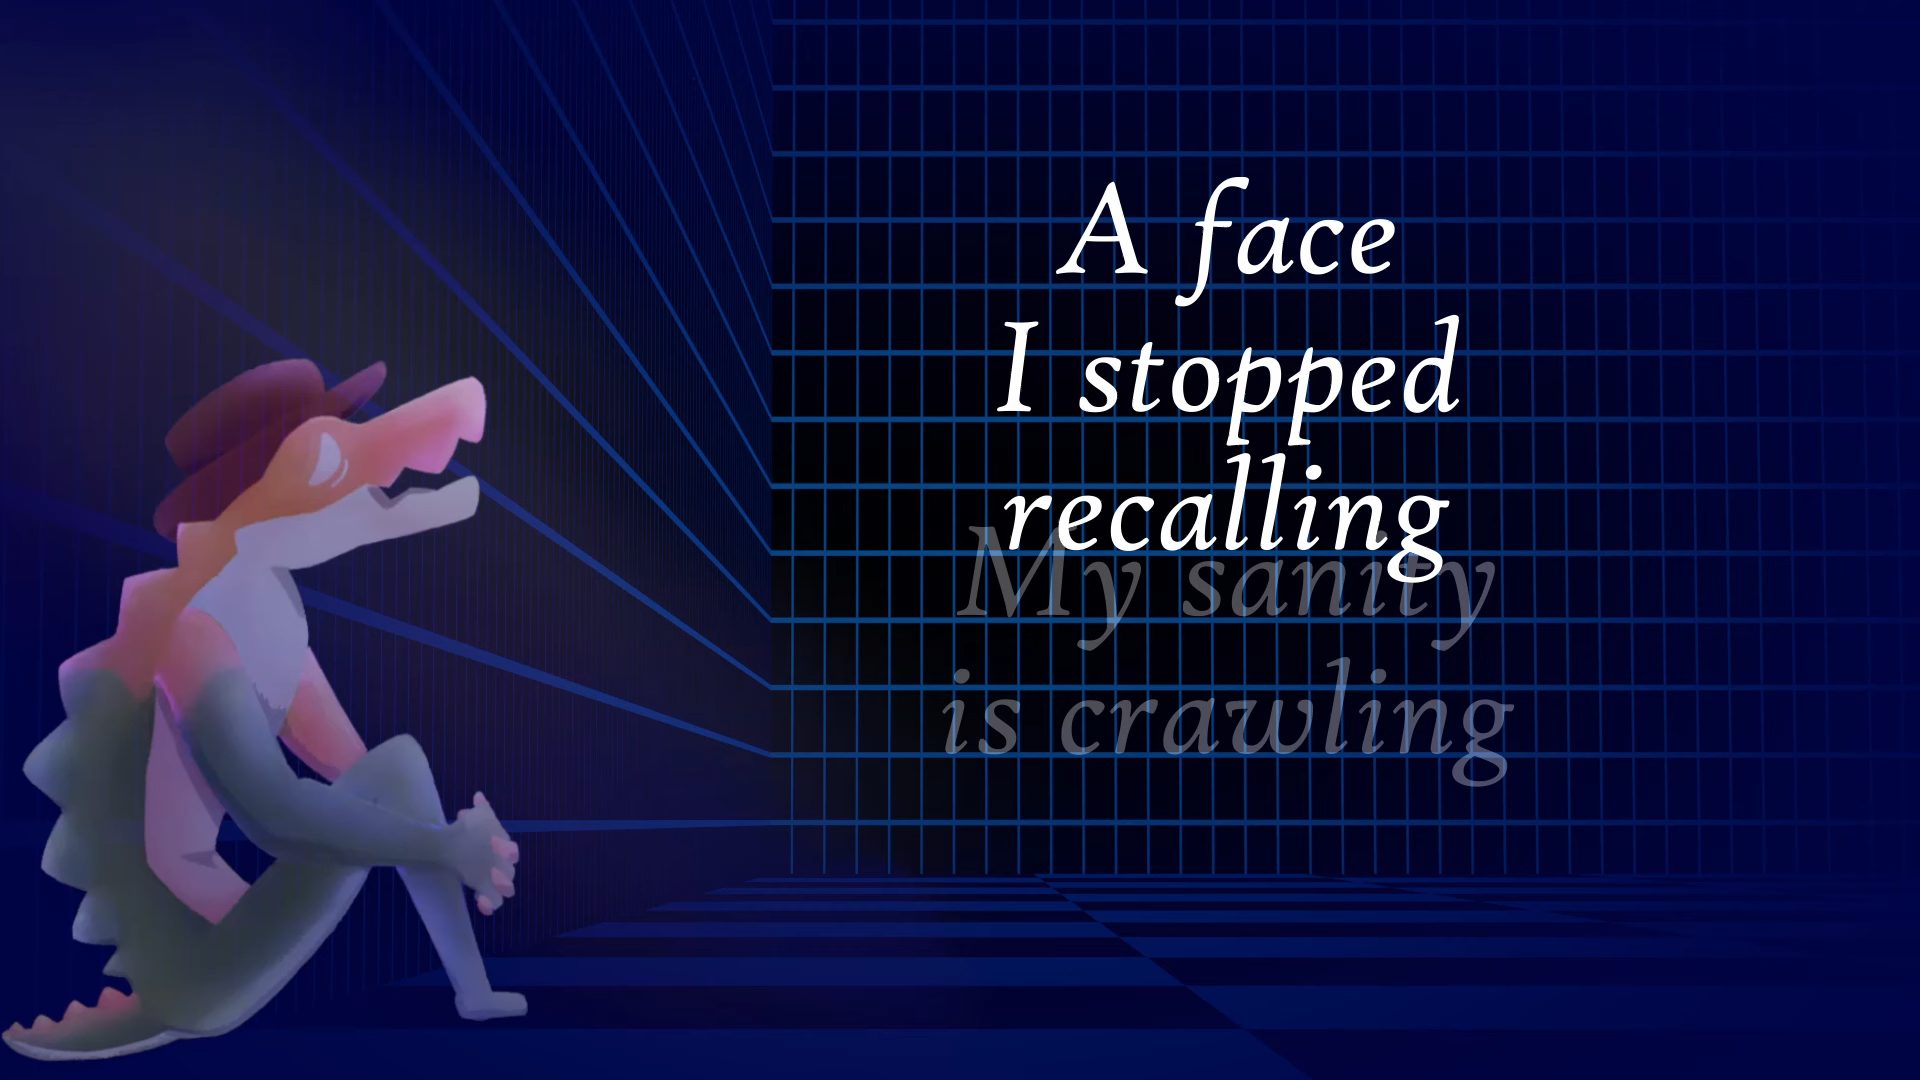 A face
I stopped
recalling
My sanity
is crawling